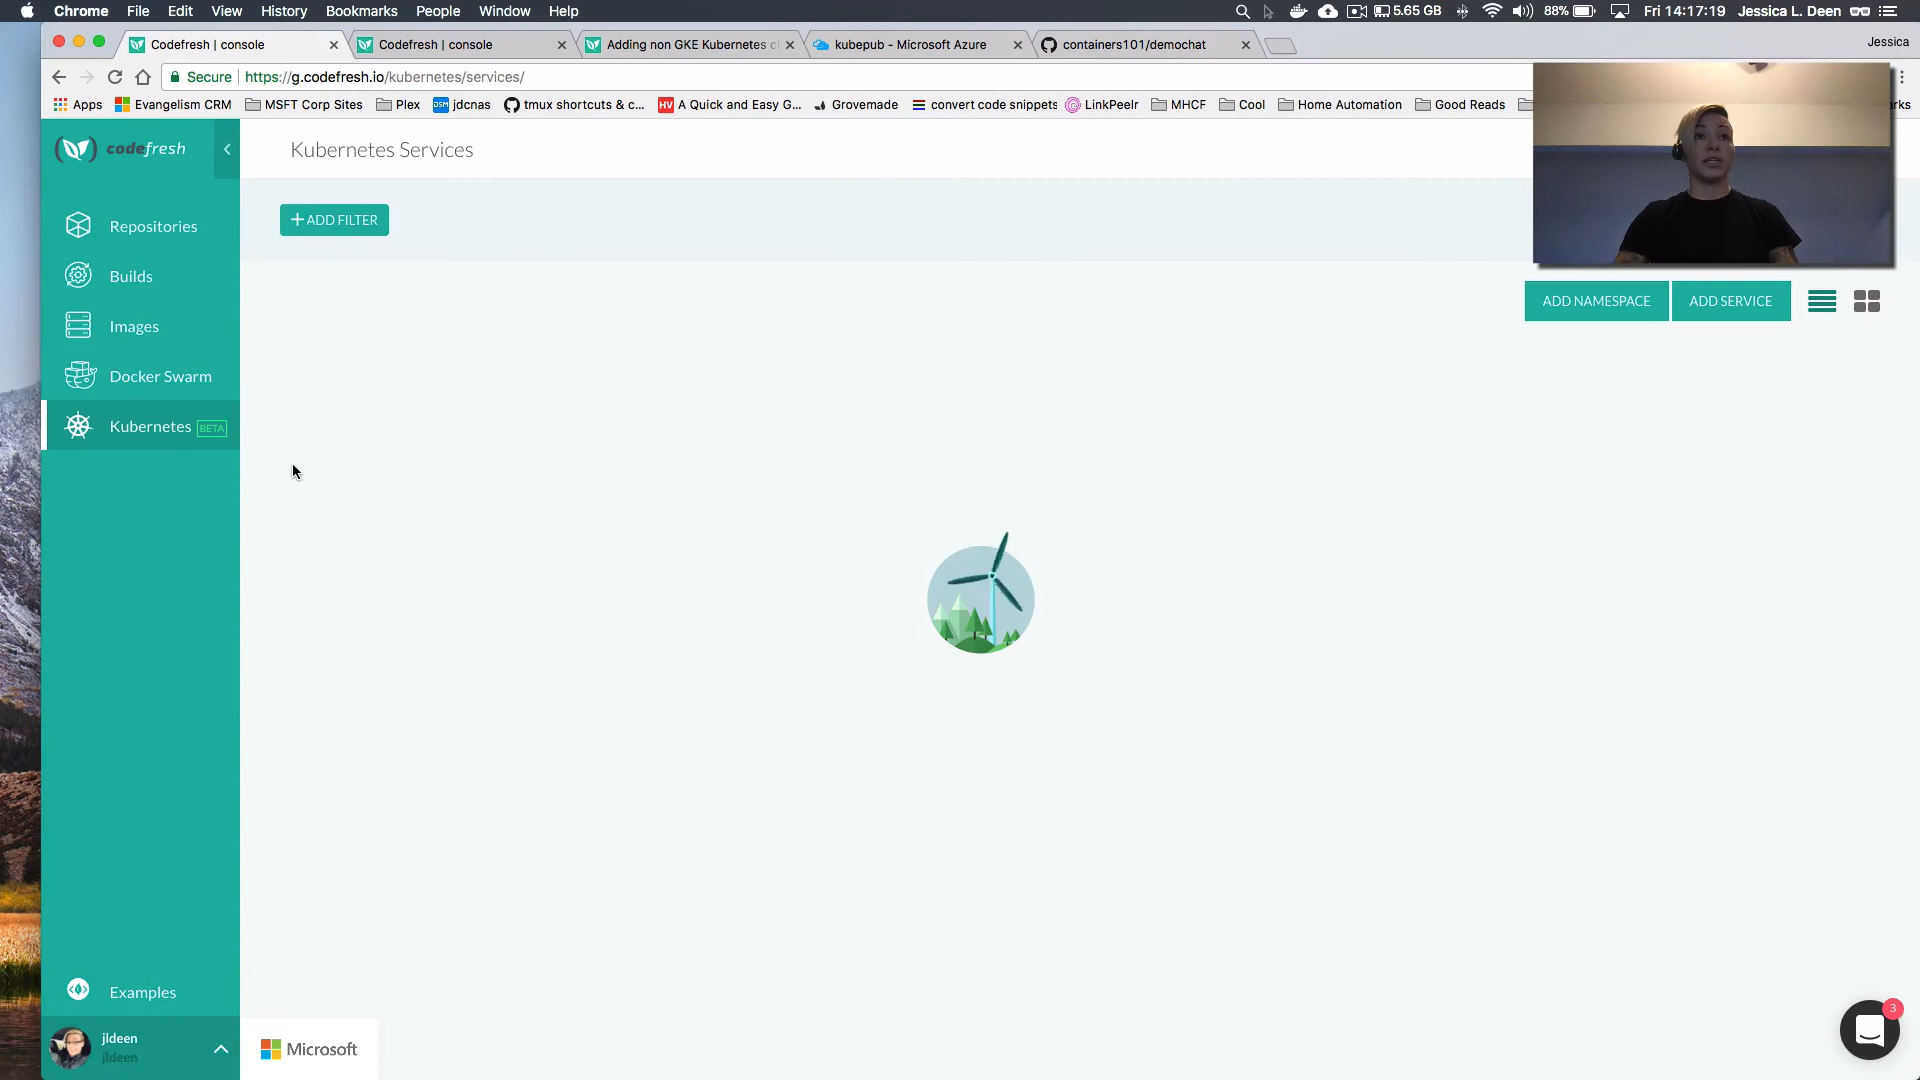 Chrome File Edit View History Bookmarks People Window Help 5.65 GB 88% Fri 14:17:19 Jessica L. Deen
Codefresh | console Codefresh | console Adding non GKE Kubernetes c kubepub - Microsoft Azure containers101/demochat Jessica
Secure https://g.codefresh.io/kubernetes/services/
Apps Evangelism CRM MSFT Corp Sites Plex jdcnas tmux shortcuts & c... HV A Quick and Easy G... Grovemade convert code snippets LinkPeelr MHCF Cool Home Automation Good Reads rks
codefresh
Kubernetes Services
Repositories
ADD FILTER
Builds
ADD NAMESPACE ADD SERVICE
Images
Docker Swarm
Kubernetes BETA
Examples
3
jldeen
jldeen
Microsoft